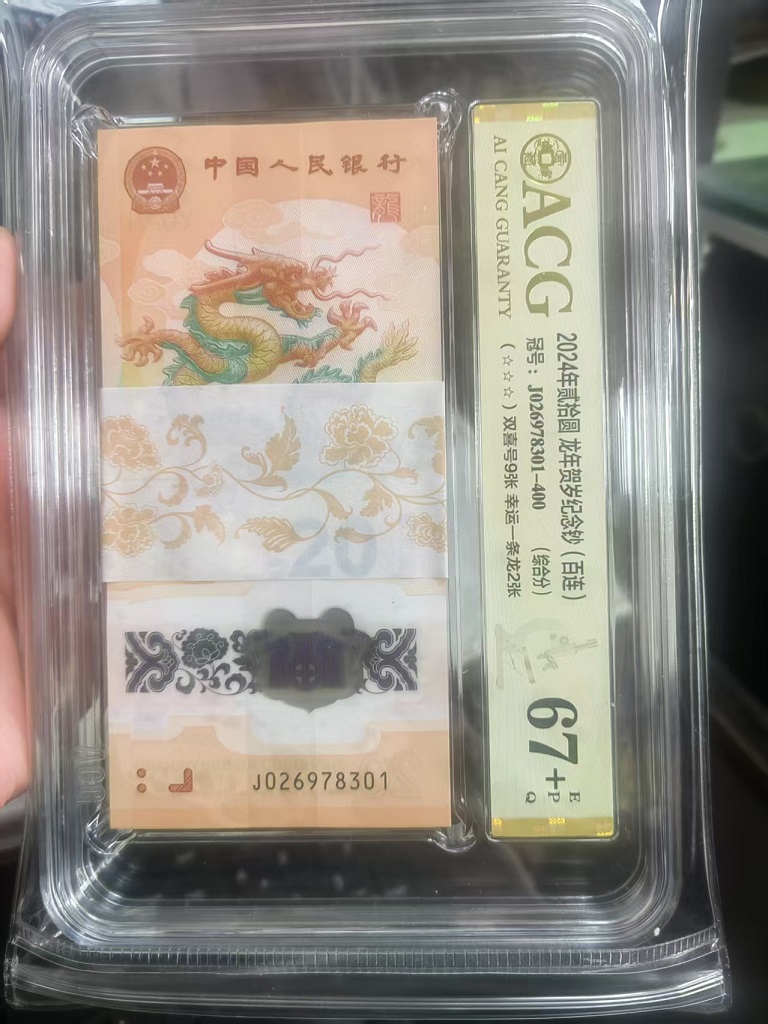 中国人民银行
20
J026978301
ACG
AI CANG GUARANTY
2024年贰拾圆 龙年贺岁纪念钞（百连）
冠号：J026978301-400 （综合分）
（☆☆☆）双喜号9张 幸运一条龙2张
67+
E
P
Q